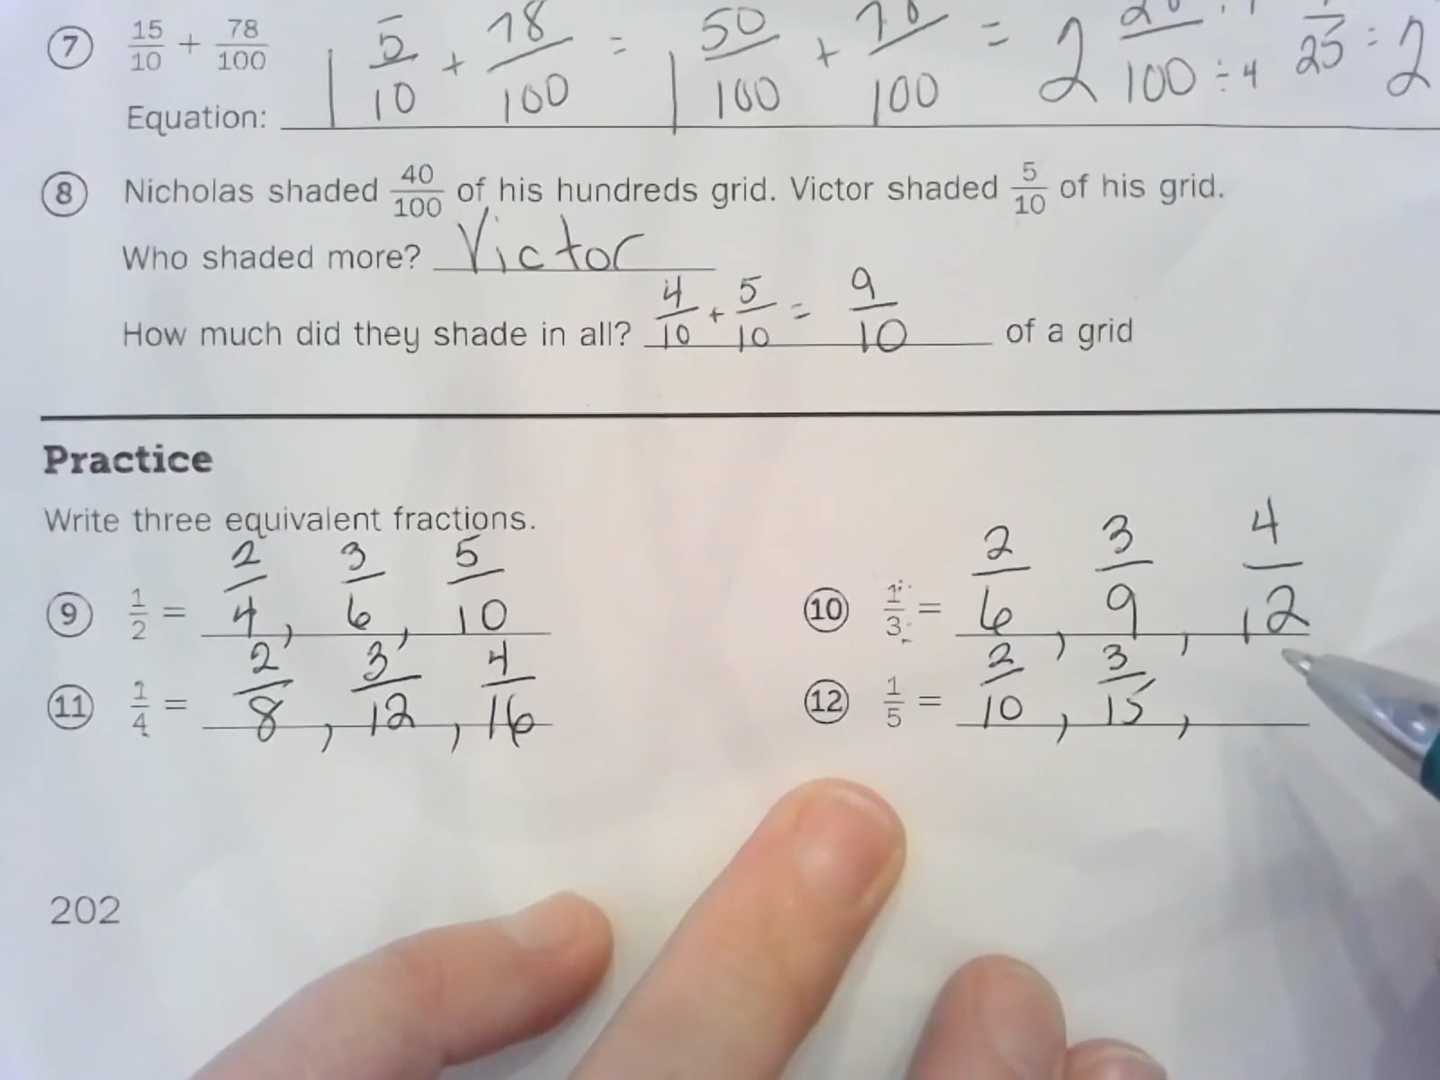 7 15/10 + 78/100 1 5/10 + 78/100 = 1 50/100 + 78/100 = 2 28/100 ÷ 4 7/25 = 2
Equation:
8 Nicholas shaded 40/100 of his hundreds grid. Victor shaded 5/10 of his grid.
Who shaded more? Victor
How much did they shade in all? 4/10 + 5/10 = 9/10 of a grid
Practice
Write three equivalent fractions.
9 1/2 = 2/4, 3/6, 5/10
10 1/3 = 2/6, 3/9, 4/12
11 1/4 = 2/8, 3/12, 4/16
12 1/5 = 2/10, 3/15,
202